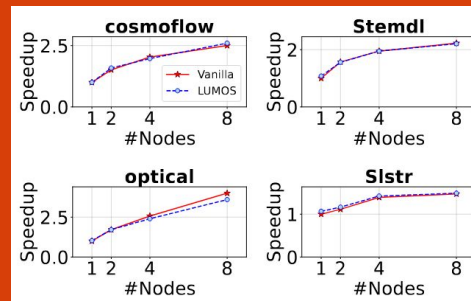 cosmoflow
Speedup
2.5
0.0
Vanilla
LUMOS
1 2 4 8
#Nodes
Stemdl
Speedup
2
0
1 2 4 8
#Nodes
optical
Speedup
2.5
0.0
1 2 4 8
#Nodes
Slstr
Speedup
1
0
1 2 4 8
#Nodes